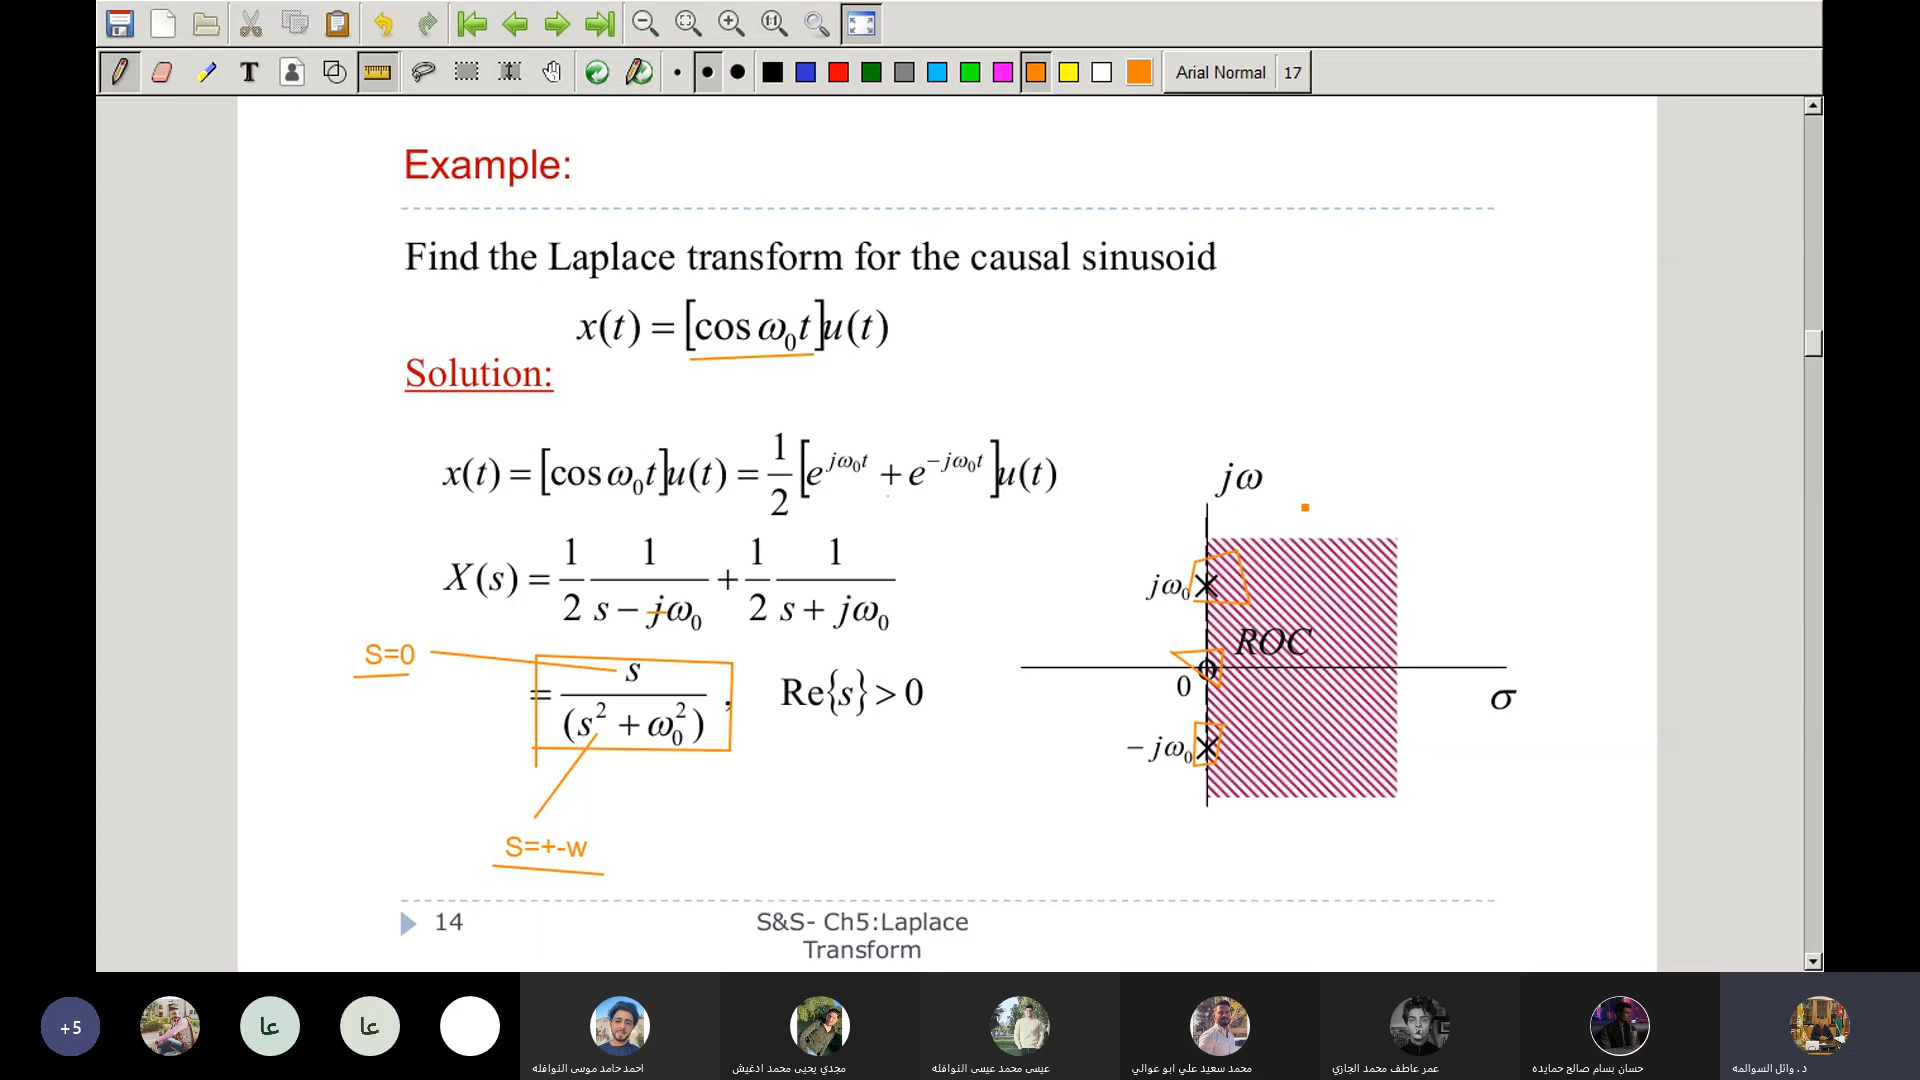 Arial Normal 17
Example:
Find the Laplace transform for the causal sinusoid
x(t) = [cos ω₀t]u(t)
Solution:
x(t) = [cos ω₀t]u(t) = 1/2 [e^{jω₀t} + e^{-jω₀t}]u(t)
X(s) = 1/2 1/(s − jω₀) + 1/2 1/(s + jω₀)
= s/(s² + ω₀²) , Re{s} > 0
S=0
S=+-w
jω
jω₀
ROC
0
σ
− jω₀
14
S&S- Ch5:Laplace
Transform
+5
عا
عا
احمد حامد موسى النوافله
مجدي يحيى محمد ادغيش
عيسى محمد عيسى النوافله
محمد سعيد علي ابو عوالي
عمر عاطف محمد الجازي
حسان بسام صالح حمايده
د. وائل السوالمه